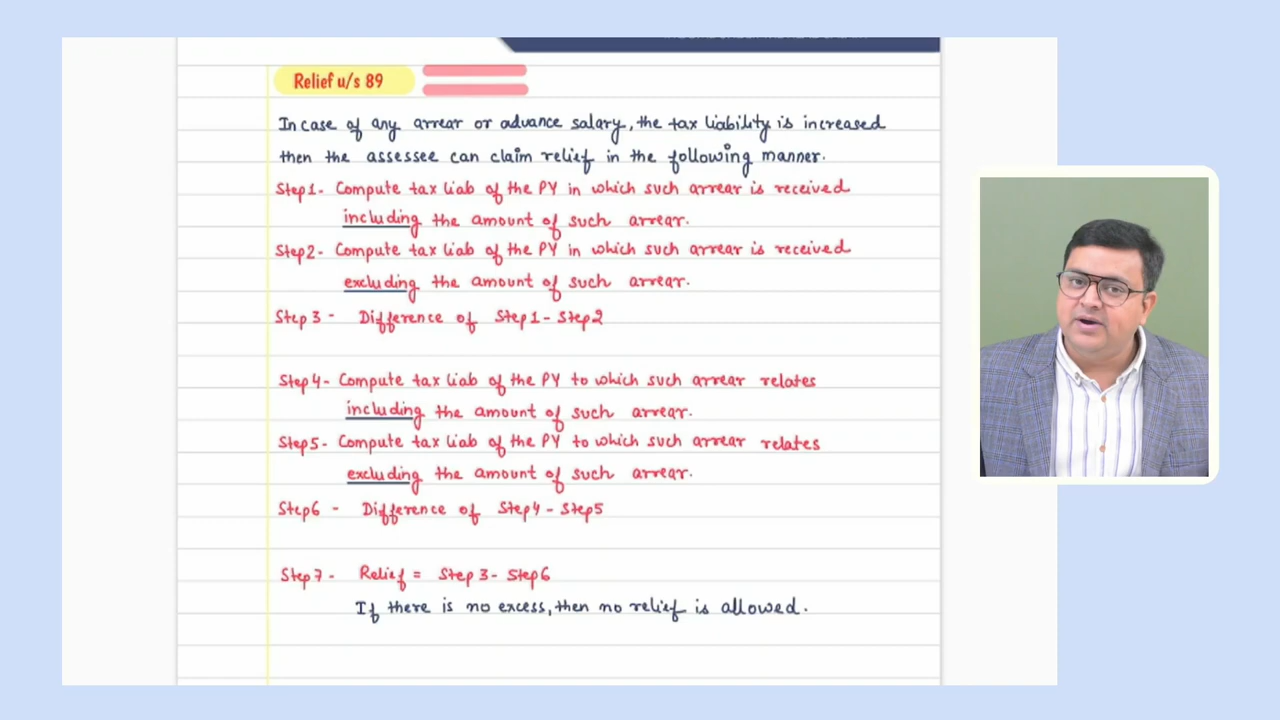 Relief u/s 89
In case of any arrear or advance salary, the tax liability is increased
then the assessee can claim relief in the following manner.
Step1- Compute tax liab of the PY in which such arrear is received
including the amount of such arrear.
Step2- Compute tax liab of the PY in which such arrear is received
excluding the amount of such arrear.
Step3 - Difference of Step1-Step2
Step4- Compute tax liab of the PY to which such arrear relates
including the amount of such arrear.
Step5- Compute tax liab of the PY to which such arrear relates
excluding the amount of such arrear.
Step6 - Difference of Step4-Step5
Step7- Relief = Step3-Step6
If there is no excess, then no relief is allowed.